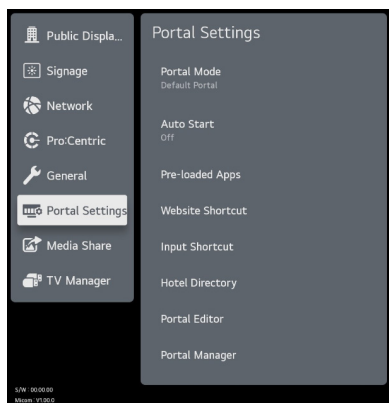 Public Displa...
Signage
Network
Pro:Centric
General
Portal Settings
Media Share
TV Manager
Portal Settings
Portal Mode
Default Portal
Auto Start
Off
Pre-loaded Apps
Website Shortcut
Input Shortcut
Hotel Directory
Portal Editor
Portal Manager
S/W : 00.00.00
Micom : V1.00.0